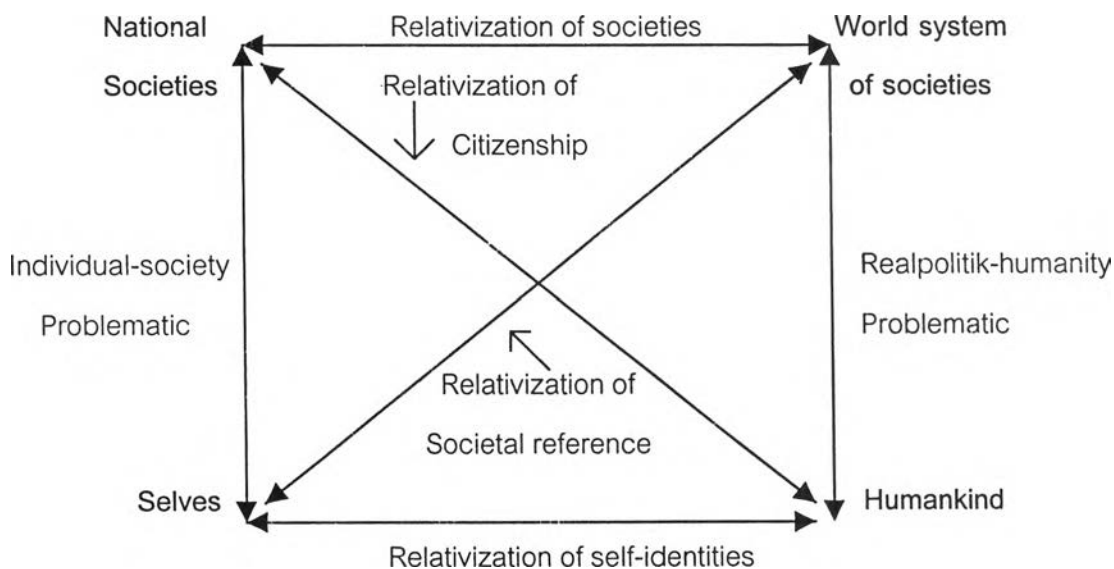 National
Relativization of societies
World system
Societies
Relativization of
of societies
Citizenship
Individual-society
Realpolitik-humanity
Problematic
Problematic
Relativization of
Societal reference
Selves
Humankind
Relativization of self-identities